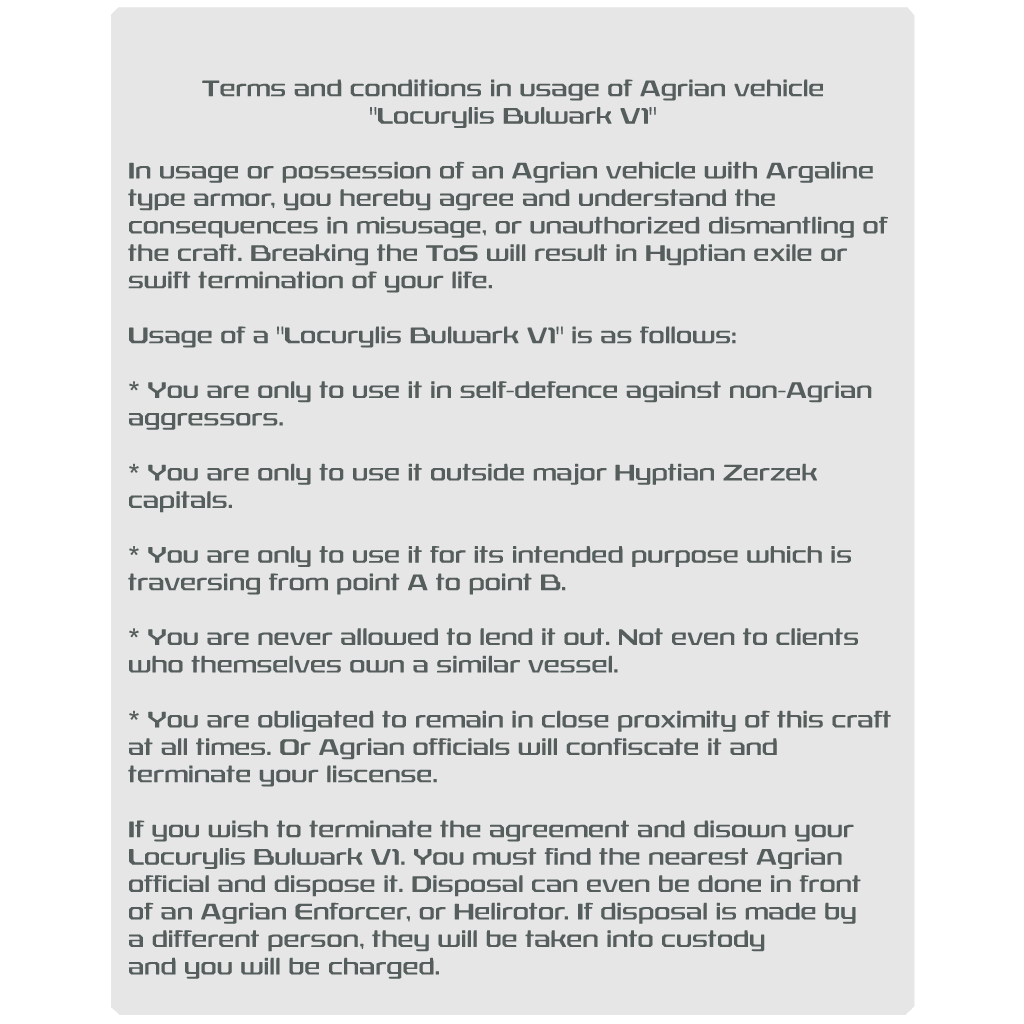 Terms and conditions in usage of Agrian vehicle
"Locurylis Bulwark V1"
In usage or possession of an Agrian vehicle with Argaline
type armor, you hereby agree and understand the
consequences in misusage, or unauthorized dismantling of
the craft. Breaking the ToS will result in Hyptian exile or
swift termination of your life.
Usage of a "Locurylis Bulwark V1" is as follows:
* You are only to use it in self-defence against non-Agrian
aggressors.
* You are only to use it outside major Hyptian Zerzek
capitals.
* You are only to use it for its intended purpose which is
traversing from point A to point B.
* You are never allowed to lend it out. Not even to clients
who themselves own a similar vessel.
* You are obligated to remain in close proximity of this craft
at all times. Or Agrian officials will confiscate it and
terminate your liscense.
If you wish to terminate the agreement and disown your
Locurylis Bulwark V1. You must find the nearest Agrian
official and dispose it. Disposal can even be done in front
of an Agrian Enforcer, or Helirotor. If disposal is made by
a different person, they will be taken into custody
and you will be charged.